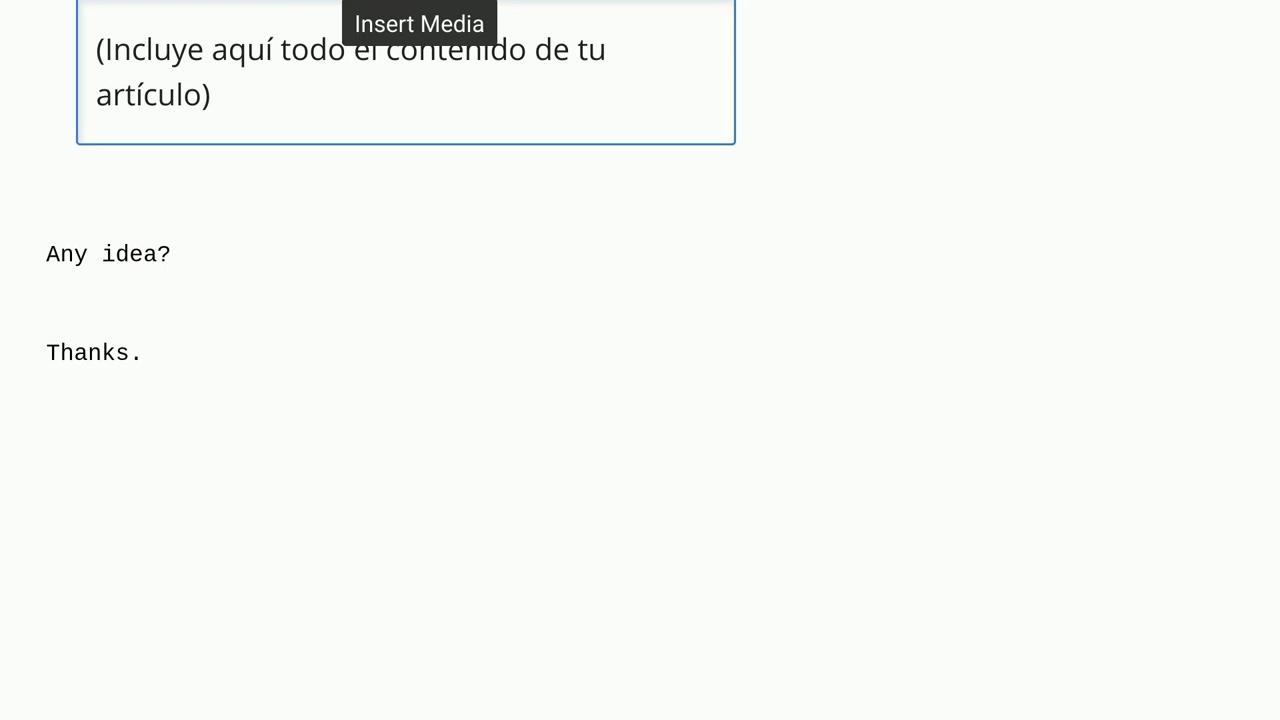 Insert Media
(Incluye aquí todo el contenido de tu
artículo)
Any idea?
Thanks.